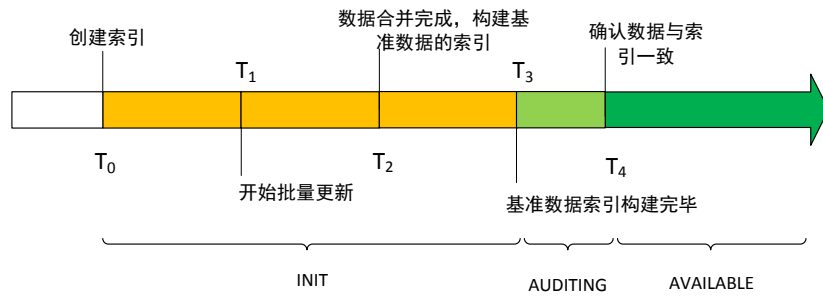 创建索引
数据合并完成，构建基
准数据的索引
确认数据与索
引一致
T1
T3
T0
T2
T4
开始批量更新
基准数据索引构建完毕
INIT
AUDITING
AVAILABLE